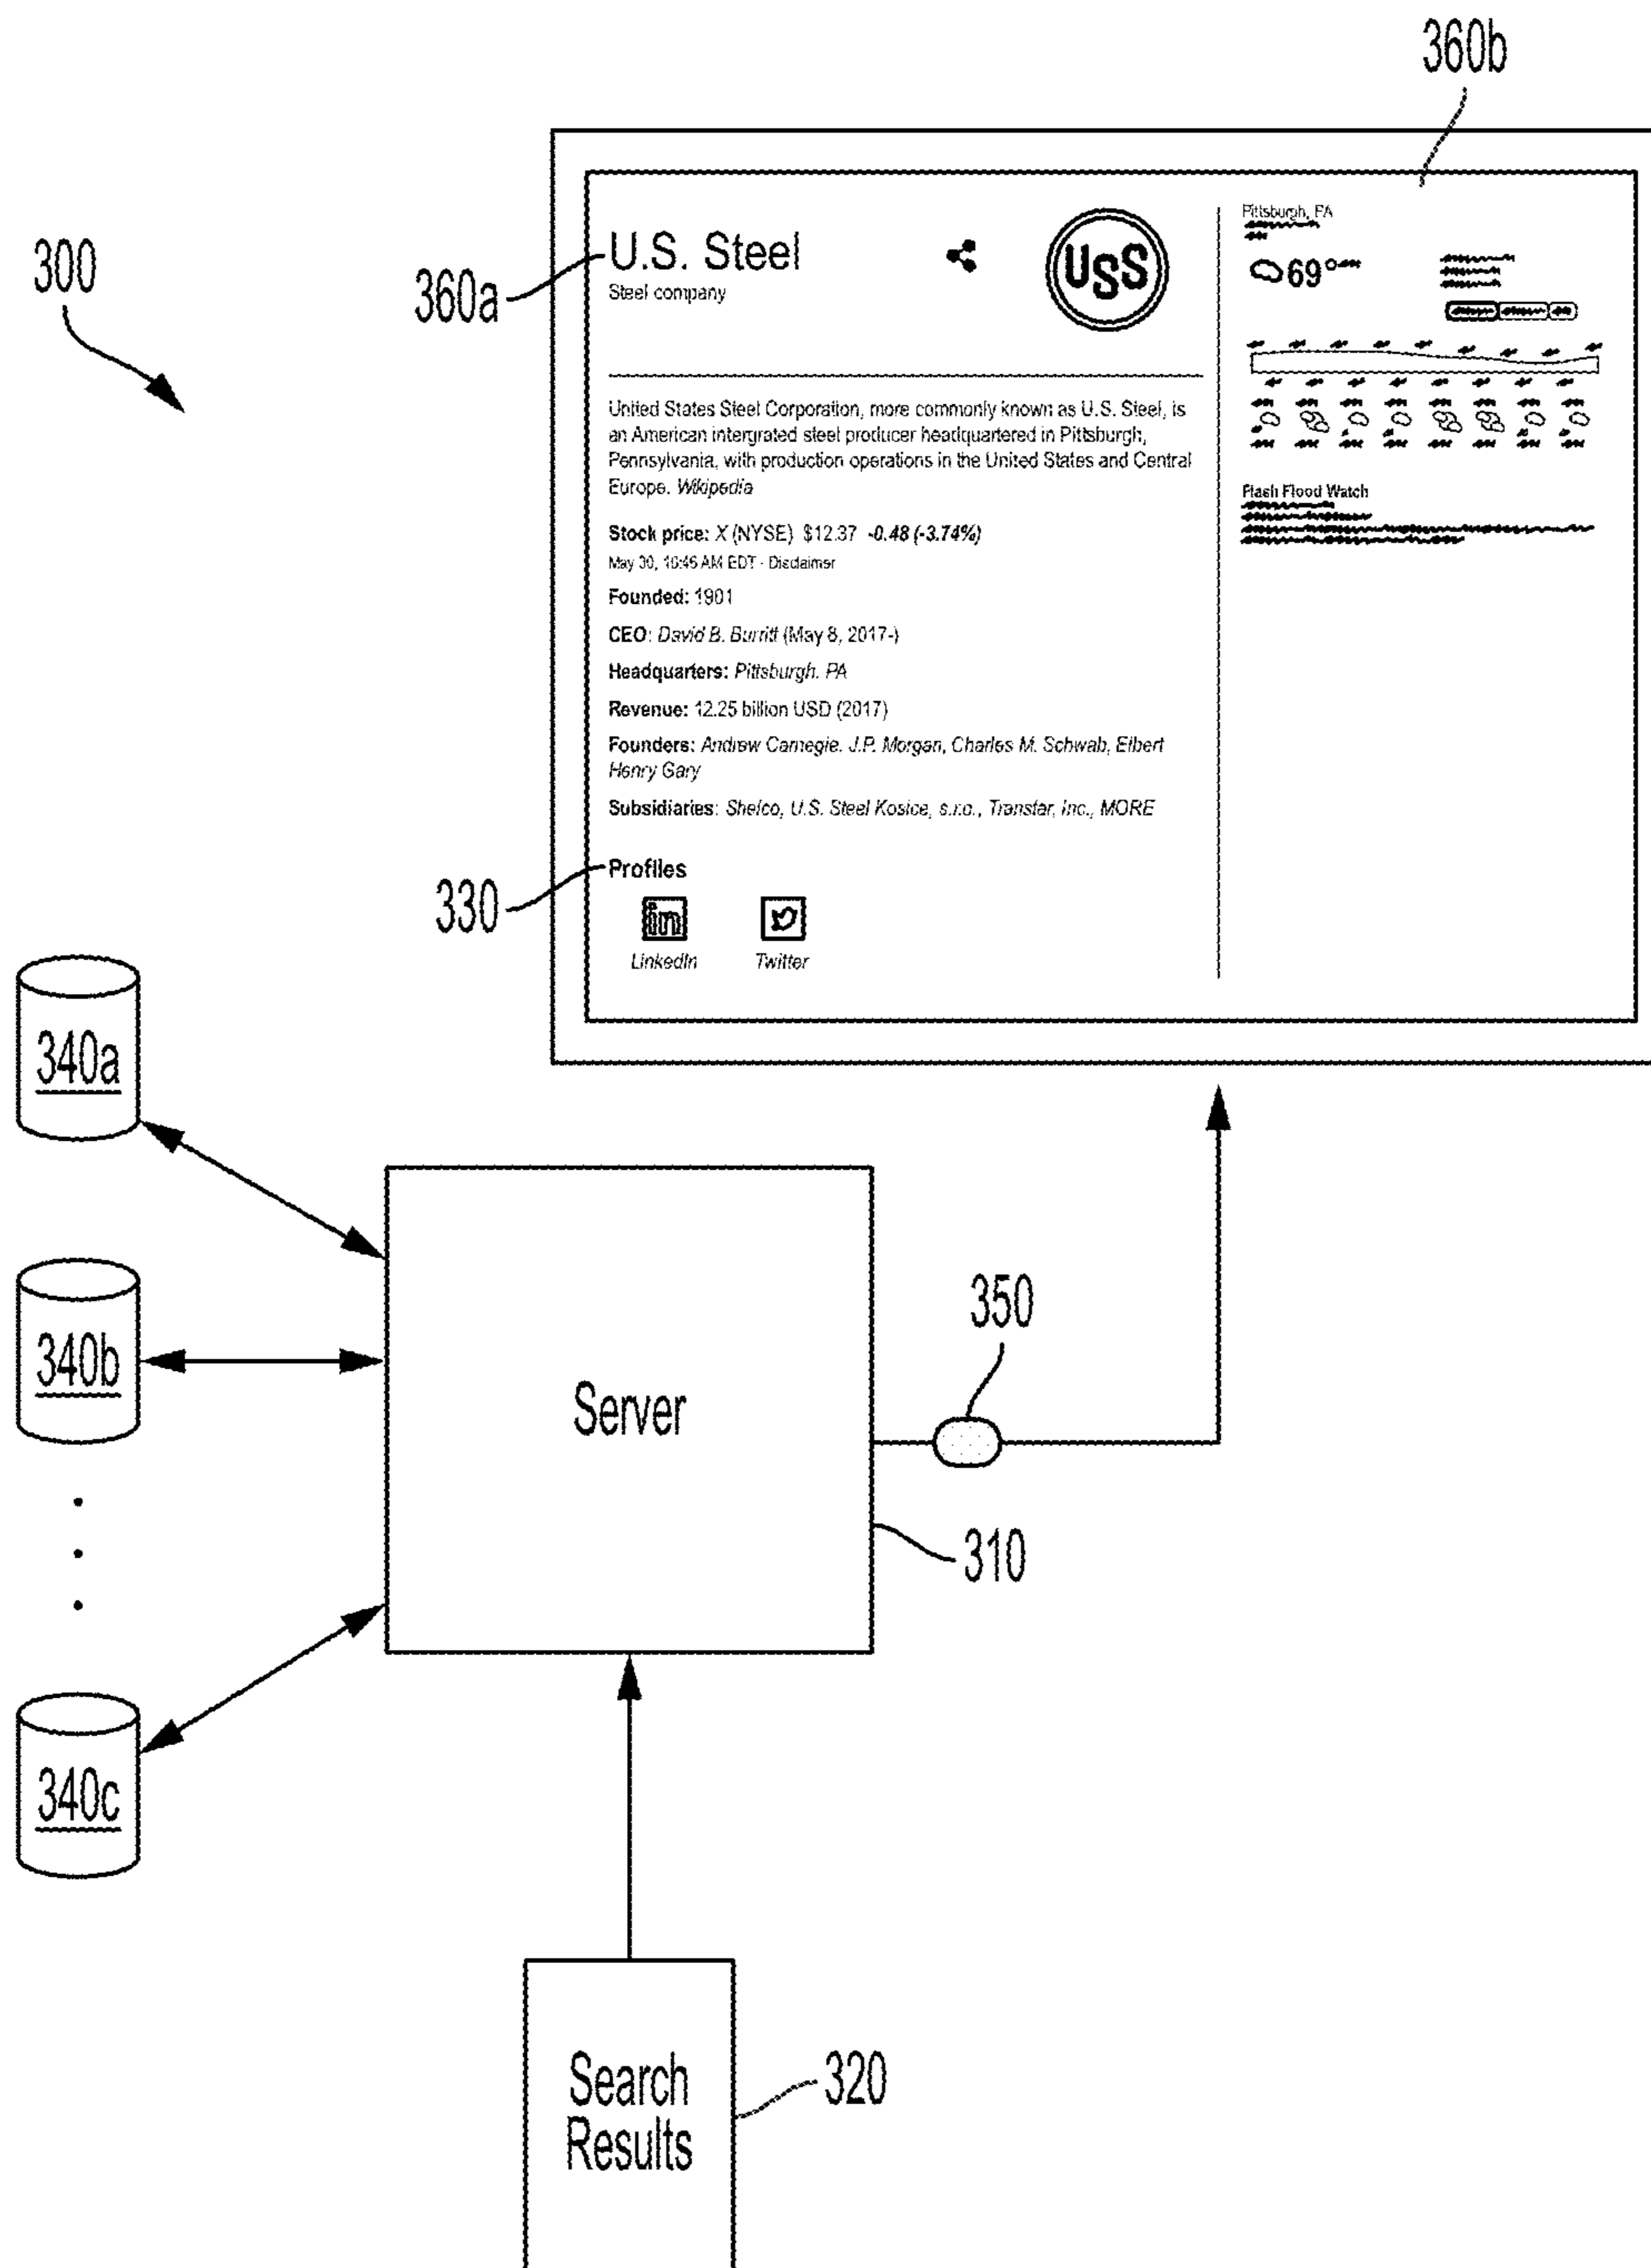 360b
300
360a
U.S. Steel
Steel company
USS
United States Steel Corporation, more commonly known as U.S. Steel, is
an American intergrated steel producer headquartered in Pittsburgh,
Pennsylvania, with production operations in the United States and Central
Europe. Wikipedia
Stock price: X (NYSE) $12.37 -0.48 (-3.74%)
May 30, 10:46 AM EDT - Disclaimer
Founded: 1901
CEO: David B. Burritt (May 8, 2017-)
Headquarters: Pittsburgh. PA
Revenue: 12.25 billion USD (2017)
Founders: Andrew Carnegie. J.P. Morgan, Charles M. Schwab, Elbert
Henry Gary
Subsidiaries: Shelco, U.S. Steel Kosice, s.r.o., Transtar, Inc., MORE
330
Profiles
in
LinkedIn
Twitter
Pittsburgh, PA
69°
Flash Flood Watch
340a
340b
340c
Server
350
310
Search
Results
320